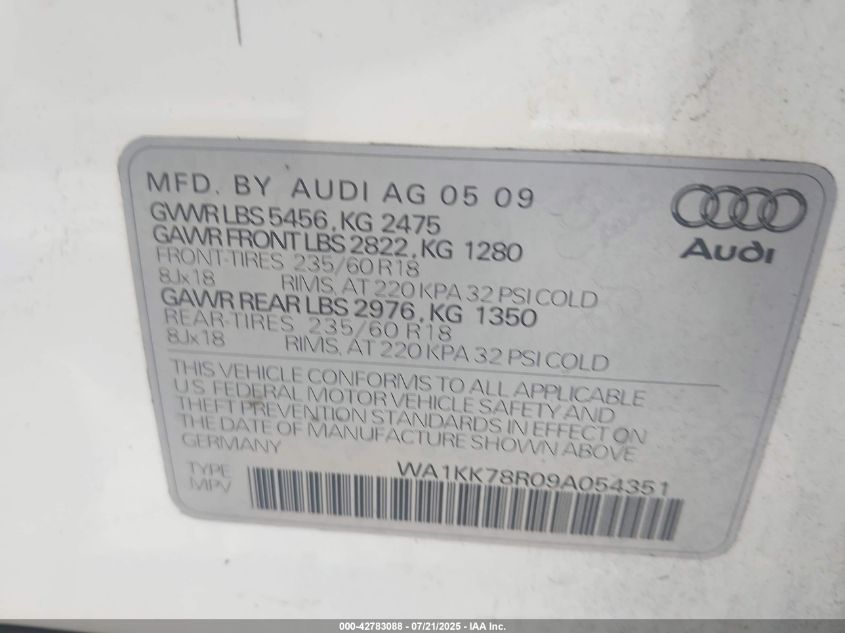 MFD. BY AUDI AG 05 09
GVWR LBS 5456, KG 2475
GAWR FRONT LBS 2822, KG 1280
FRONT-TIRES 235/60 R18
8Jx18 RIMS, AT 220 KPA 32 PSI COLD
GAWR REAR LBS 2976, KG 1350
REAR-TIRES 235/60 R18
8Jx18 RIMS, AT 220 KPA 32 PSI COLD
Audi
THIS VEHICLE CONFORMS TO ALL APPLICABLE
US FEDERAL MOTOR VEHICLE SAFETY AND
THEFT PREVENTION STANDARDS IN EFFECT ON
THE DATE OF MANUFACTURE SHOWN ABOVE
GERMANY
TYPE WA1KK78R09A054351
MPV
000-42783088 - 07/21/2025 - IAA Inc.